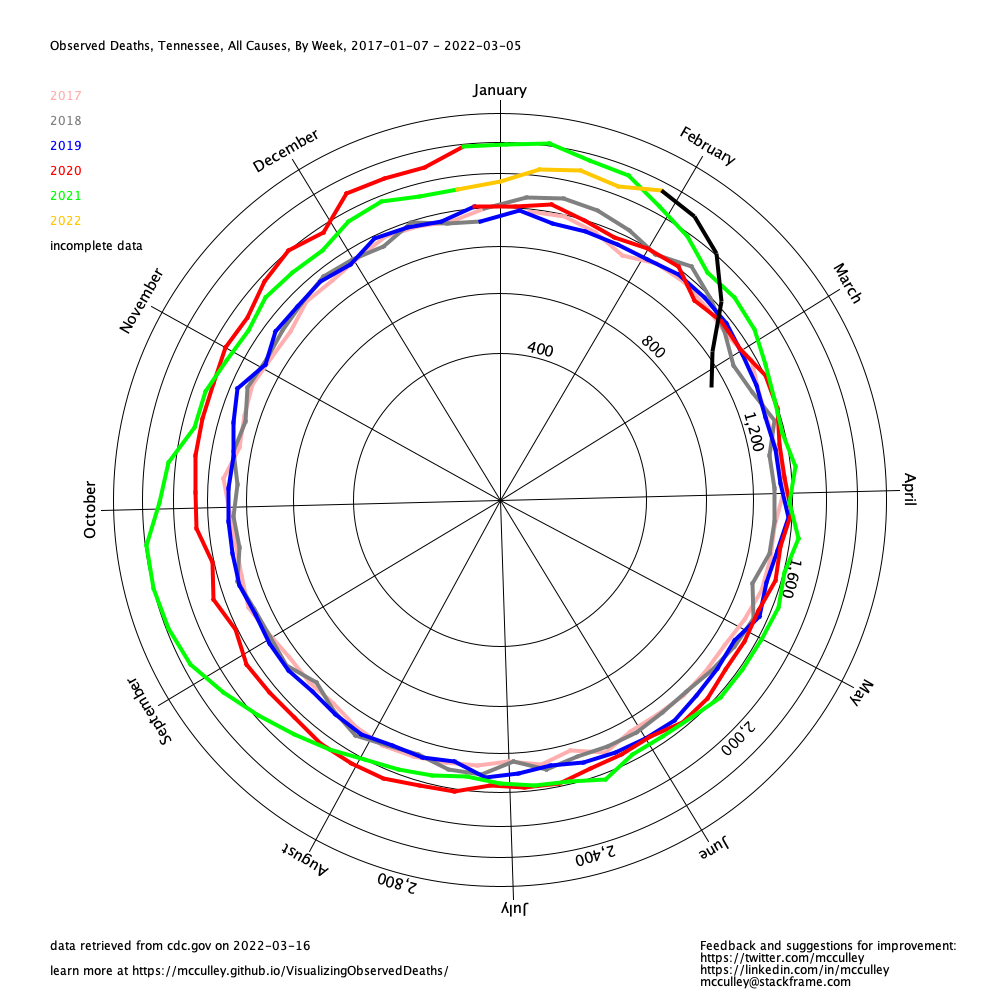 Observed Deaths, Tennessee, All Causes, By Week, 2017-01-07 - 2022-03-05
2017
2018
2019
2020
2021
2022
incomplete data
January
February
March
April
May
June
July
August
September
October
November
December
400
800
1,200
1,600
2,000
2,400
2,800
data retrieved from cdc.gov on 2022-03-16
learn more at https://mcculley.github.io/VisualizingObservedDeaths/
Feedback and suggestions for improvement:
https://twitter.com/mcculley
https://linkedin.com/in/mcculley
mcculley@stackframe.com